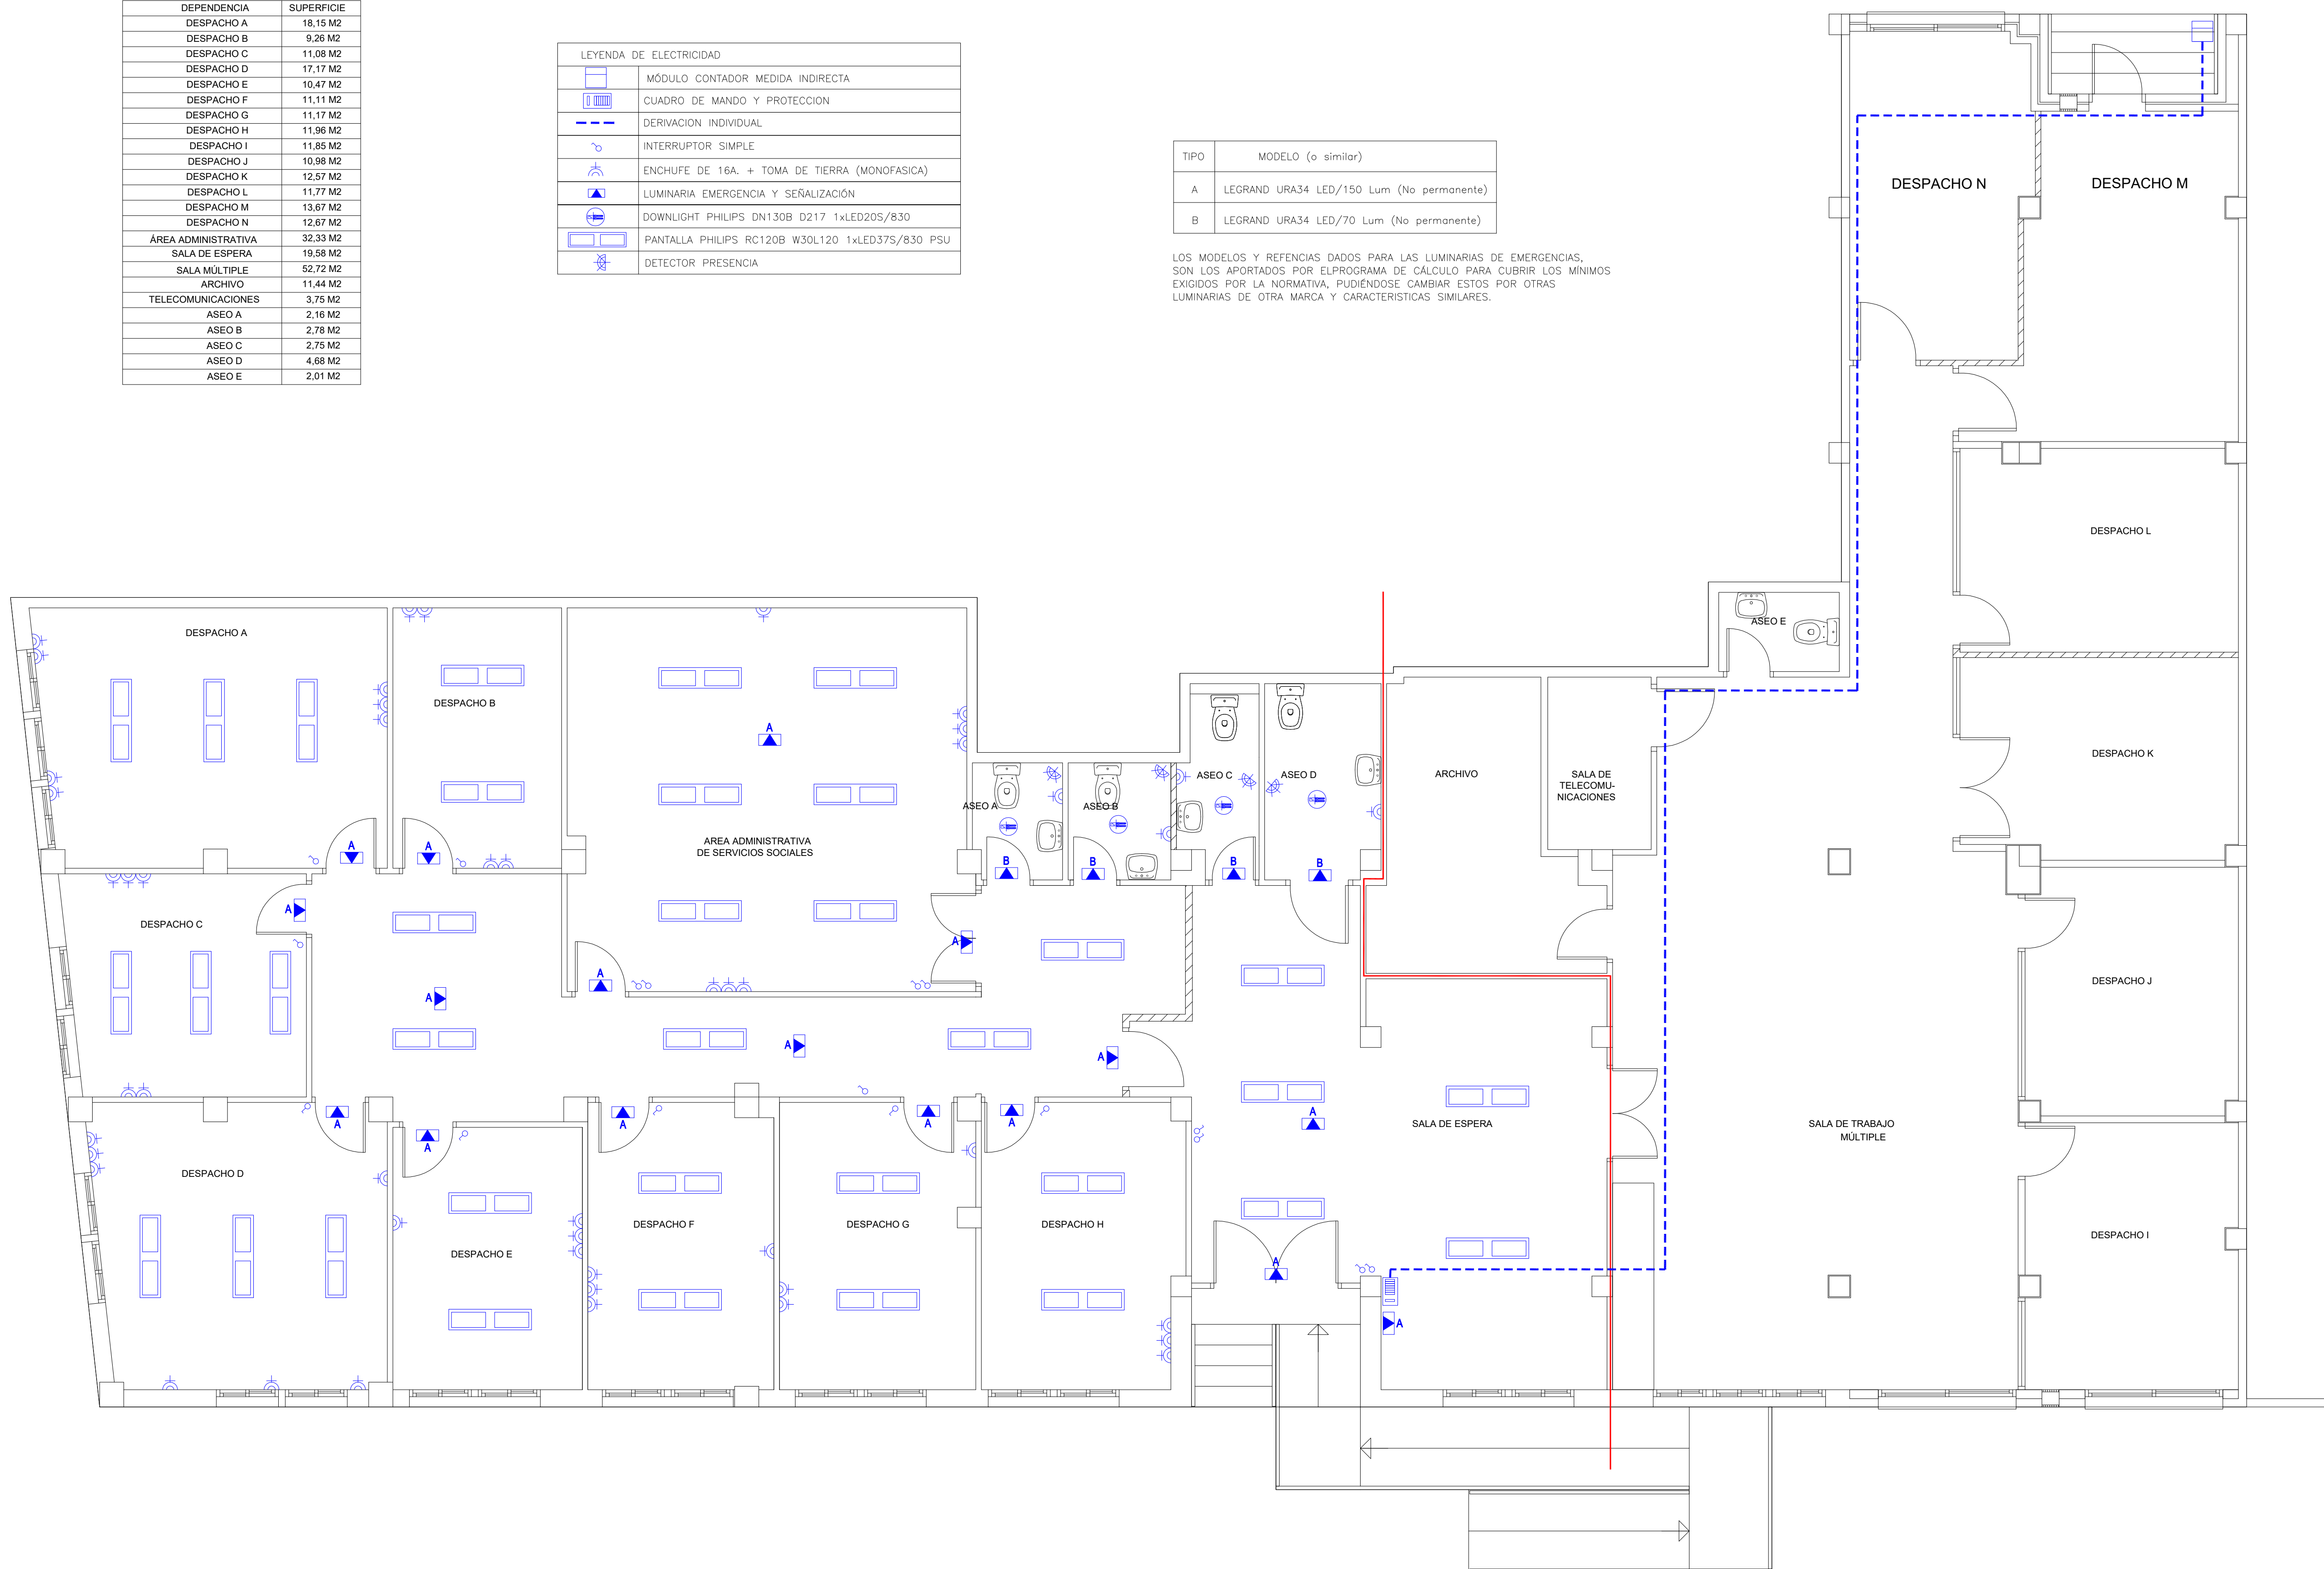 DEPENDENCIA SUPERFICIE
DESPACHO A 18,15 M2
DESPACHO B 9,26 M2
DESPACHO C 11,08 M2
DESPACHO D 17,17 M2
DESPACHO E 10,47 M2
DESPACHO F 11,11 M2
DESPACHO G 11,17 M2
DESPACHO H 11,96 M2
DESPACHO I 11,85 M2
DESPACHO J 10,98 M2
DESPACHO K 12,57 M2
DESPACHO L 11,77 M2
DESPACHO M 13,67 M2
DESPACHO N 12,67 M2
ÁREA ADMINISTRATIVA 32,33 M2
SALA DE ESPERA 19,58 M2
SALA MÚLTIPLE 52,72 M2
ARCHIVO 11,44 M2
TELECOMUNICACIONES 3,75 M2
ASEO A 2,16 M2
ASEO B 2,78 M2
ASEO C 2,75 M2
ASEO D 4,68 M2
ASEO E 2,01 M2
LEYENDA DE ELECTRICIDAD
MÓDULO CONTADOR MEDIDA INDIRECTA
CUADRO DE MANDO Y PROTECCION
DERIVACION INDIVIDUAL
INTERRUPTOR SIMPLE
ENCHUFE DE 16A. + TOMA DE TIERRA (MONOFASICA)
LUMINARIA EMERGENCIA Y SEÑALIZACIÓN
DOWNLIGHT PHILIPS DN130B D217 1xLED20S/830
PANTALLA PHILIPS RC120B W30L120 1xLED37S/830 PSU
DETECTOR PRESENCIA
TIPO MODELO (o similar)
A LEGRAND URA34 LED/150 Lum (No permanente)
B LEGRAND URA34 LED/70 Lum (No permanente)
LOS MODELOS Y REFENCIAS DADOS PARA LAS LUMINARIAS DE EMERGENCIAS,
SON LOS APORTADOS POR ELPROGRAMA DE CÁLCULO PARA CUBRIR LOS MÍNIMOS
EXIGIDOS POR LA NORMATIVA, PUDIÉNDOSE CAMBIAR ESTOS POR OTRAS
LUMINARIAS DE OTRA MARCA Y CARACTERISTICAS SIMILARES.
DESPACHO N
DESPACHO M
DESPACHO L
ASEO E
DESPACHO A
DESPACHO B
A
DESPACHO K
ARCHIVO
SALA DE
TELECOMU-
NICACIONES
ASEO C
ASEO D
ASEO A
ASEO B
AREA ADMINISTRATIVA
DE SERVICIOS SOCIALES
A
A
B
B
B
B
A
DESPACHO C
A
A
DESPACHO J
A
A
A
A
A
SALA DE ESPERA
SALA DE TRABAJO
MÚLTIPLE
A
A
A
A
A
DESPACHO D
DESPACHO E
DESPACHO F
DESPACHO G
DESPACHO H
DESPACHO I
A
A